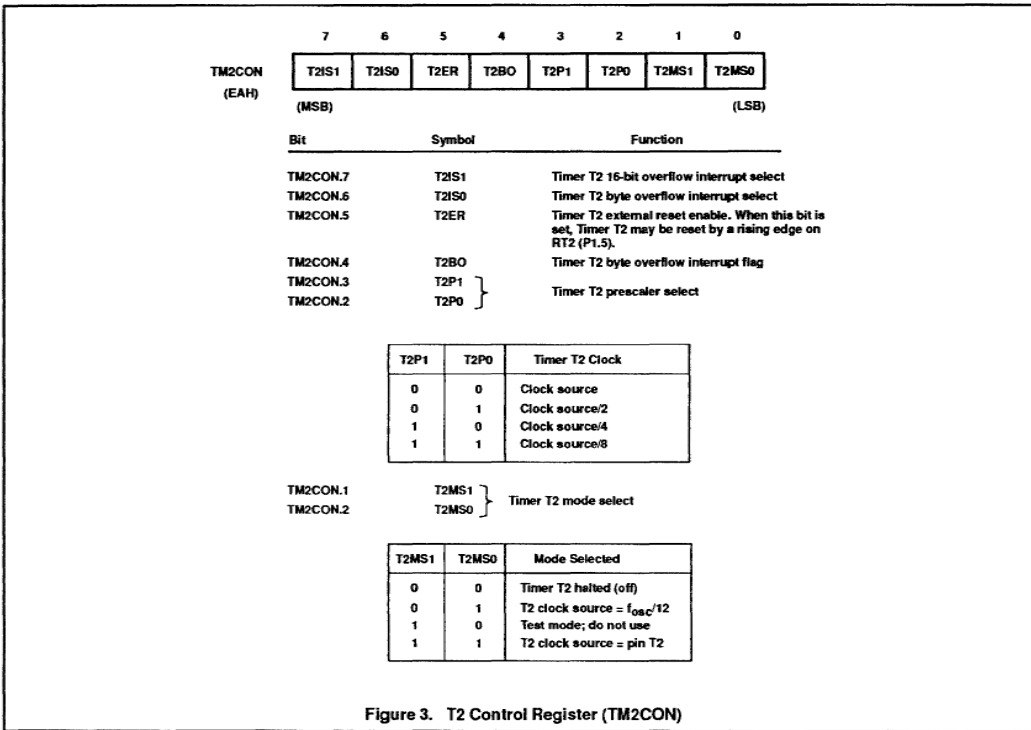 7 6 5 4 3 2 1 0
TM2CON T2IS1 T2IS0 T2ER T2BO T2P1 T2P0 T2MS1 T2MS0
(EAH)
(MSB) (LSB)
Bit Symbol Function
TM2CON.7 T2IS1 Timer T2 16-bit overflow interrupt select
TM2CON.6 T2IS0 Timer T2 byte overflow interrupt select
TM2CON.5 T2ER Timer T2 external reset enable. When this bit is
set, Timer T2 may be reset by a rising edge on
RT2 (P1.5).
TM2CON.4 T2BO Timer T2 byte overflow interrupt flag
TM2CON.3 T2P1
Timer T2 prescaler select
TM2CON.2 T2P0
T2P1 T2P0 Timer T2 Clock
0 0 Clock source
0 1 Clock source/2
1 0 Clock source/4
1 1 Clock source/8
TM2CON.1 T2MS1
Timer T2 mode select
TM2CON.2 T2MS0
T2MS1 T2MS0 Mode Selected
0 0 Timer T2 halted (off)
0 1 T2 clock source = fosc/12
1 0 Test mode; do not use
1 1 T2 clock source = pin T2
Figure 3. T2 Control Register (TM2CON)